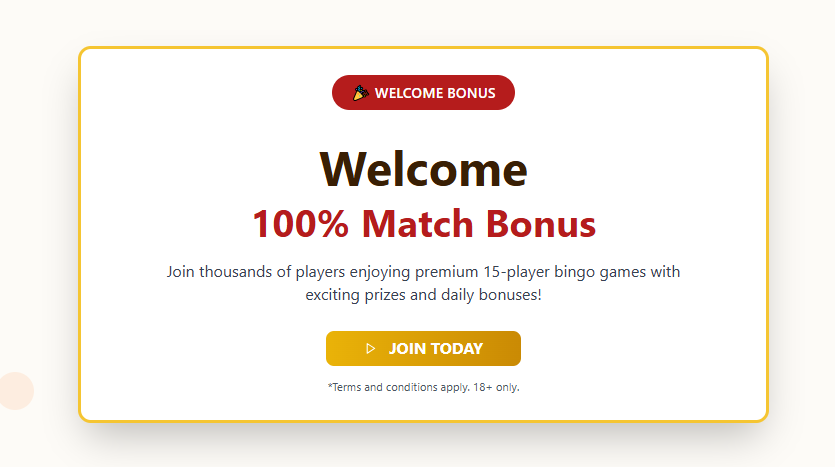 WELCOME BONUS
Welcome
100% Match Bonus
Join thousands of players enjoying premium 15-player bingo games with
exciting prizes and daily bonuses!
JOIN TODAY
*Terms and conditions apply. 18+ only.